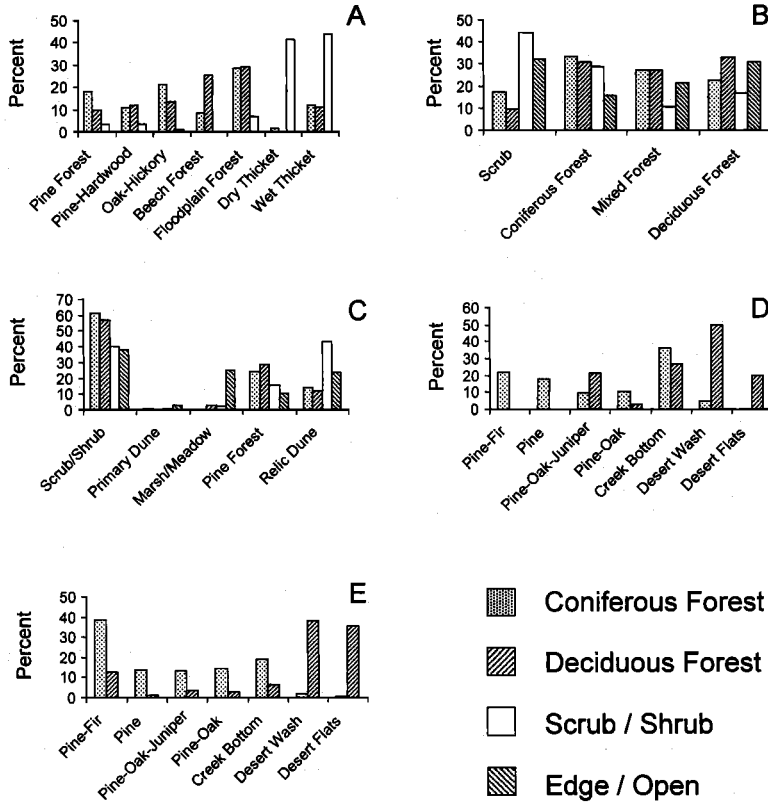 A
Percent
50
40
30
20
10
0
Pine Forest
Pine-Hardwood
Oak-Hickory
Beech Forest
Floodplain Forest
Dry Thicket
Wet Thicket
B
Percent
50
40
30
20
10
0
Scrub
Coniferous Forest
Mixed Forest
Deciduous Forest
C
Percent
70
60
50
40
30
20
10
0
Scrub/Shrub
Primary Dune
Marsh/Meadow
Pine Forest
Relic Dune
D
Percent
60
50
40
30
20
10
0
Pine-Fir
Pine
Pine-Oak-Juniper
Pine-Oak
Creek Bottom
Desert Wash
Desert Flats
E
Percent
50
40
30
20
10
0
Pine-Fir
Pine
Pine-Oak-Juniper
Pine-Oak
Creek Bottom
Desert Wash
Desert Flats
Coniferous Forest
Deciduous Forest
Scrub / Shrub
Edge / Open